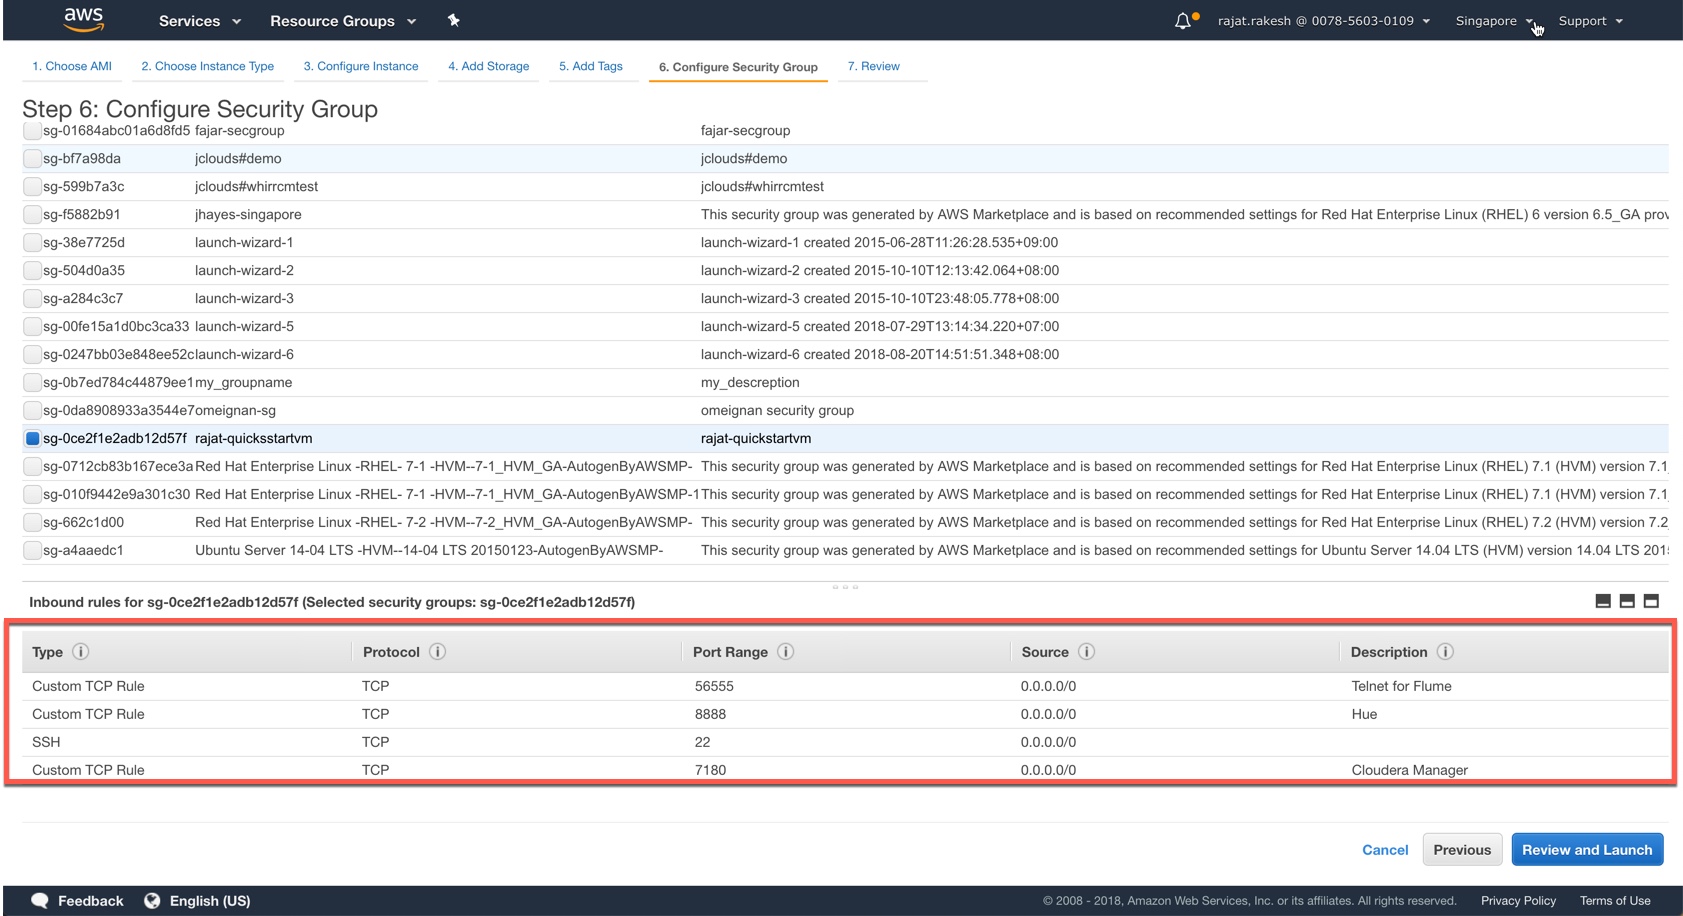 aws Services Resource Groups rajat.rakesh @ 0078-5603-0109 Singapore Support
1. Choose AMI 2. Choose Instance Type 3. Configure Instance 4. Add Storage 5. Add Tags 6. Configure Security Group 7. Review
Step 6: Configure Security Group
sg-01684abc01a6d8fd5 fajar-secgroup fajar-secgroup
sg-bf7a98da jclouds#demo jclouds#demo
sg-599b7a3c jclouds#whirrcmtest jclouds#whirrcmtest
sg-f5882b91 jhayes-singapore This security group was generated by AWS Marketplace and is based on recommended settings for Red Hat Enterprise Linux (RHEL) 6 version 6.5_GA prov
sg-38e7725d launch-wizard-1 launch-wizard-1 created 2015-06-28T11:26:28.535+09:00
sg-504d0a35 launch-wizard-2 launch-wizard-2 created 2015-10-10T12:13:42.064+08:00
sg-a284c3c7 launch-wizard-3 launch-wizard-3 created 2015-10-10T23:48:05.778+08:00
sg-00fe15a1d0bc3ca33 launch-wizard-5 launch-wizard-5 created 2018-07-29T13:14:34.220+07:00
sg-0247bb03e848ee52c launch-wizard-6 launch-wizard-6 created 2018-08-20T14:51:51.348+08:00
sg-0b7ed784c44879ee1 my_groupname my_descreption
sg-0da8908933a3544e7 omeignan-sg omeignan security group
sg-0ce2f1e2adb12d57f rajat-quicksstartvm rajat-quickstartvm
sg-0712cb83b167ece3a Red Hat Enterprise Linux -RHEL- 7-1 -HVM--7-1_HVM_GA-AutogenByAWSMP- This security group was generated by AWS Marketplace and is based on recommended settings for Red Hat Enterprise Linux (RHEL) 7.1 (HVM) version 7.1_
sg-010f9442e9a301c30 Red Hat Enterprise Linux -RHEL- 7-1 -HVM--7-1_HVM_GA-AutogenByAWSMP-1 This security group was generated by AWS Marketplace and is based on recommended settings for Red Hat Enterprise Linux (RHEL) 7.1 (HVM) version 7.1_
sg-662c1d00 Red Hat Enterprise Linux -RHEL- 7-2 -HVM--7-2_HVM_GA-AutogenByAWSMP- This security group was generated by AWS Marketplace and is based on recommended settings for Red Hat Enterprise Linux (RHEL) 7.2 (HVM) version 7.2_
sg-a4aaedc1 Ubuntu Server 14-04 LTS -HVM--14-04 LTS 20150123-AutogenByAWSMP- This security group was generated by AWS Marketplace and is based on recommended settings for Ubuntu Server 14.04 LTS (HVM) version 14.04 LTS 201
Inbound rules for sg-0ce2f1e2adb12d57f (Selected security groups: sg-0ce2f1e2adb12d57f)
Type Protocol Port Range Source Description
Custom TCP Rule TCP 56555 0.0.0.0/0 Telnet for Flume
Custom TCP Rule TCP 8888 0.0.0.0/0 Hue
SSH TCP 22 0.0.0.0/0
Custom TCP Rule TCP 7180 0.0.0.0/0 Cloudera Manager
Cancel Previous Review and Launch
Feedback English (US) © 2008 - 2018, Amazon Web Services, Inc. or its affiliates. All rights reserved. Privacy Policy Terms of Use